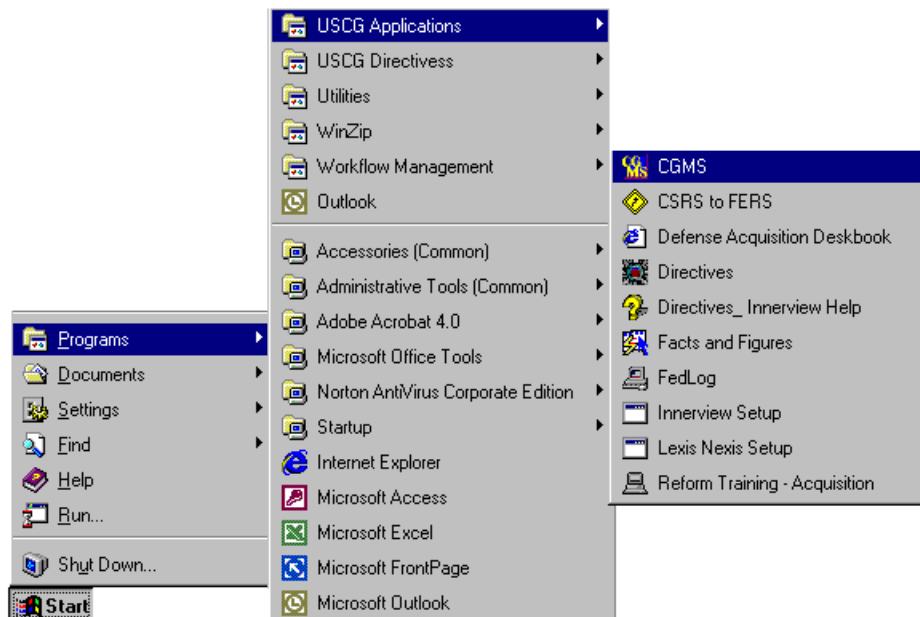 Programs
Documents
Settings
Find
Help
Run...
Shut Down...
Start
USCG Applications
USCG Directivess
Utilities
WinZip
Workflow Management
Outlook
Accessories (Common)
Administrative Tools (Common)
Adobe Acrobat 4.0
Microsoft Office Tools
Norton AntiVirus Corporate Edition
Startup
Internet Explorer
Microsoft Access
Microsoft Excel
Microsoft FrontPage
Microsoft Outlook
CG
MS
CGMS
CSRS to FERS
Defense Acquisition Deskbook
Directives
Directives_ Innerview Help
Facts and Figures
FedLog
Innerview Setup
Lexis Nexis Setup
Reform Training - Acquisition